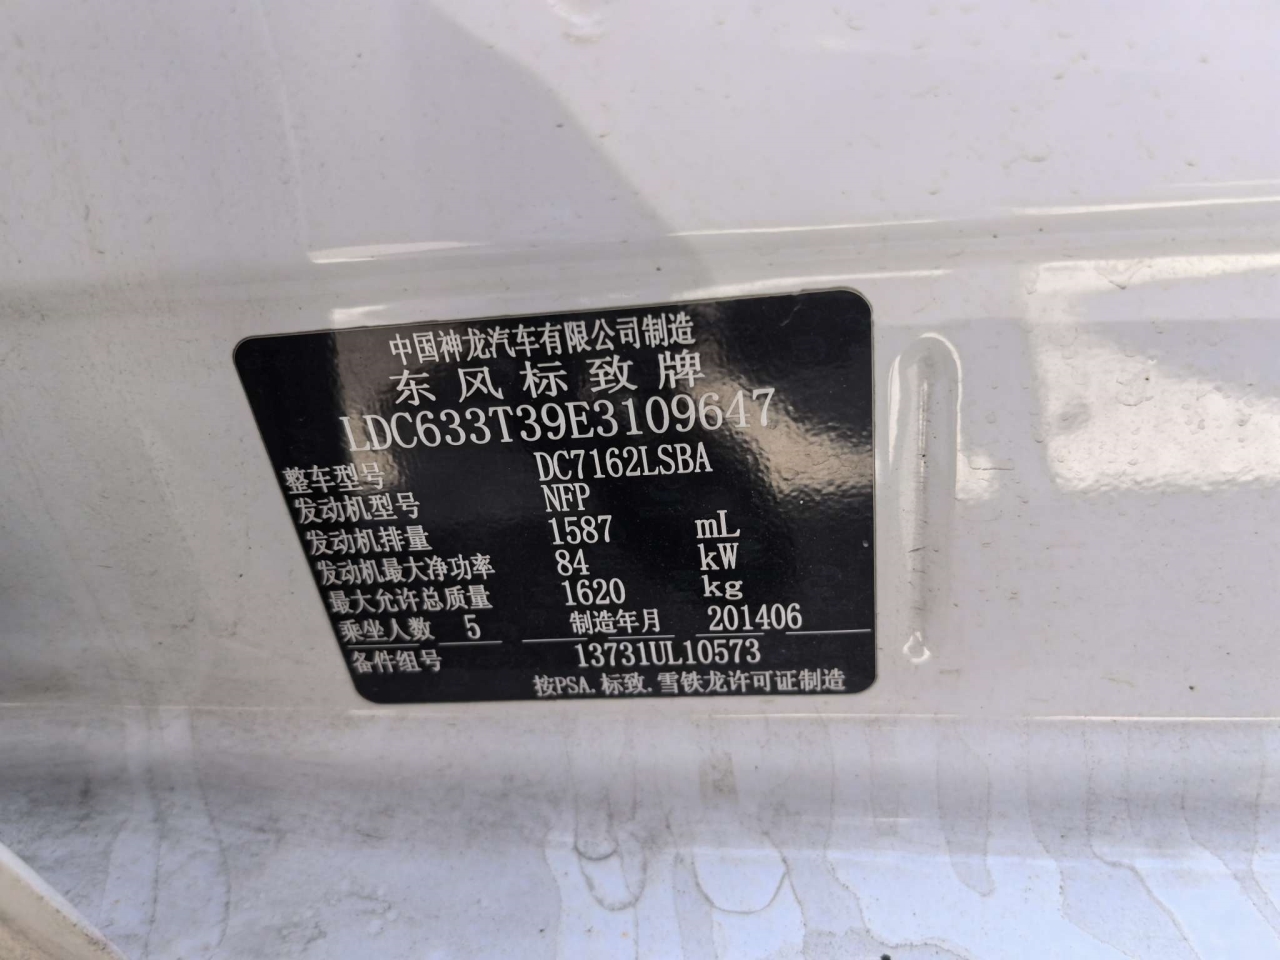 中国神龙汽车有限公司制造
东风标致牌
LDC633T39E3109647
整车型号 DC7162LSBA
发动机型号 NFP
发动机排量 1587 mL
发动机最大净功率 84 kW
最大允许总质量 1620 kg
乘坐人数 5 制造年月 201406
备件组号 13731UL10573
按PSA.标致.雪铁龙许可证制造